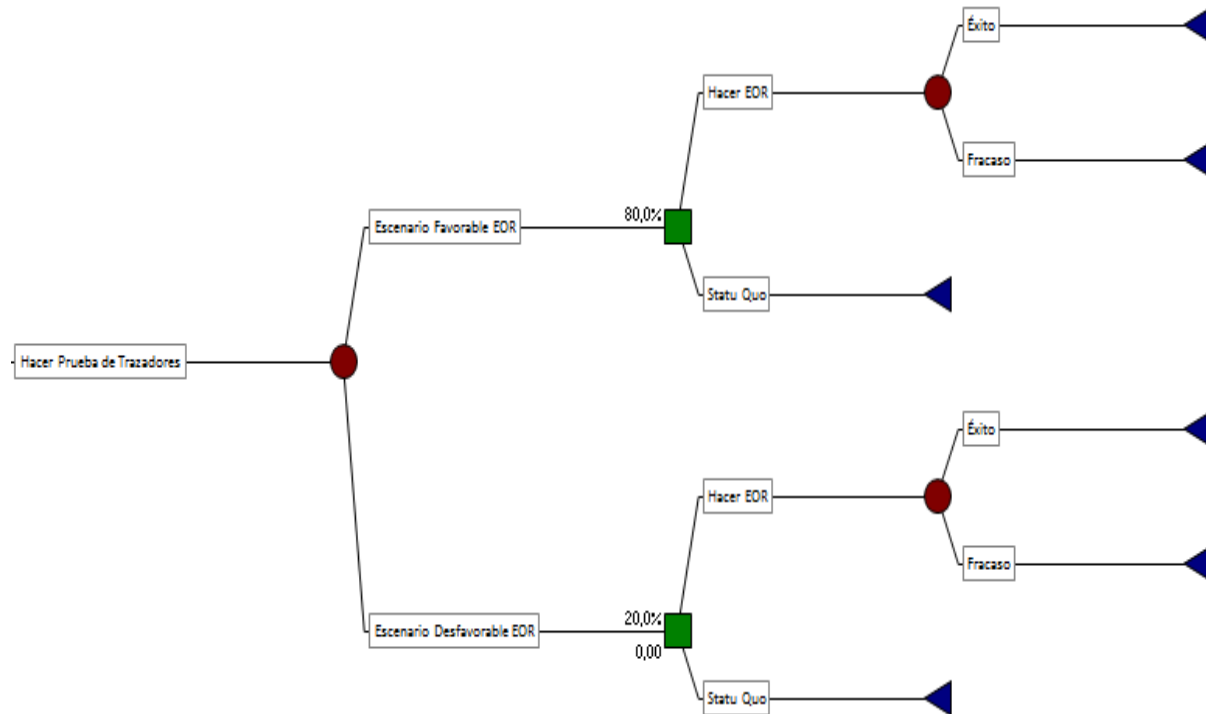 Éxito
Hacer EOR
Fracaso
80,0%
Escenario Favorable EOR
Statu Quo
Hacer Prueba de Trazadores
Éxito
Hacer EOR
Fracaso
20,0%
Escenario Desfavorable EOR
0,00
Statu Quo